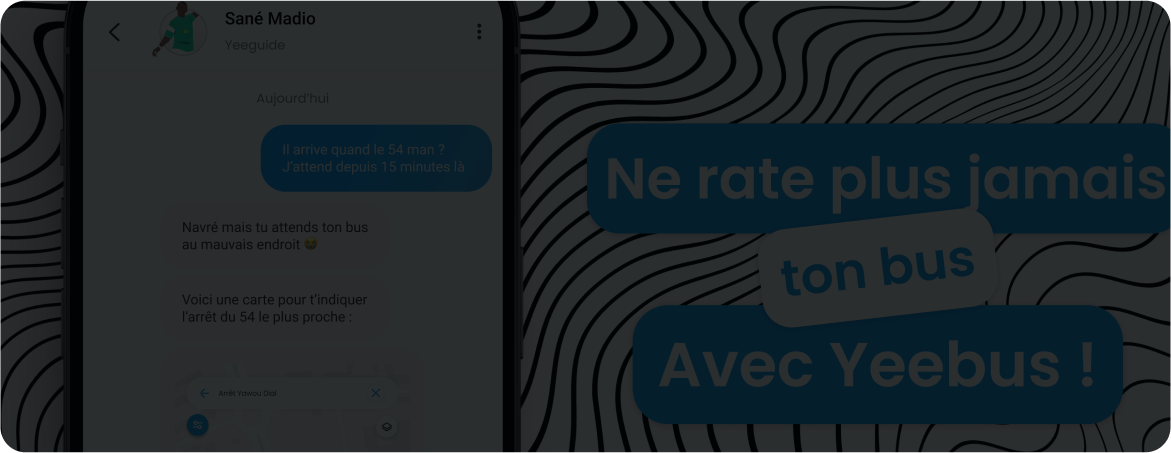 Sané Madio
Yeeguide
Aujourd'hui
Il arrive quand le 54 man ?
J'attend depuis 15 minutes là
Navré mais tu attends ton bus
au mauvais endroit 😭
Voici une carte pour t'indiquer
l'arrêt du 54 le plus proche :
Arrêt Yawou Dial
Ne rate plus jamais
ton bus
Avec Yeebus !